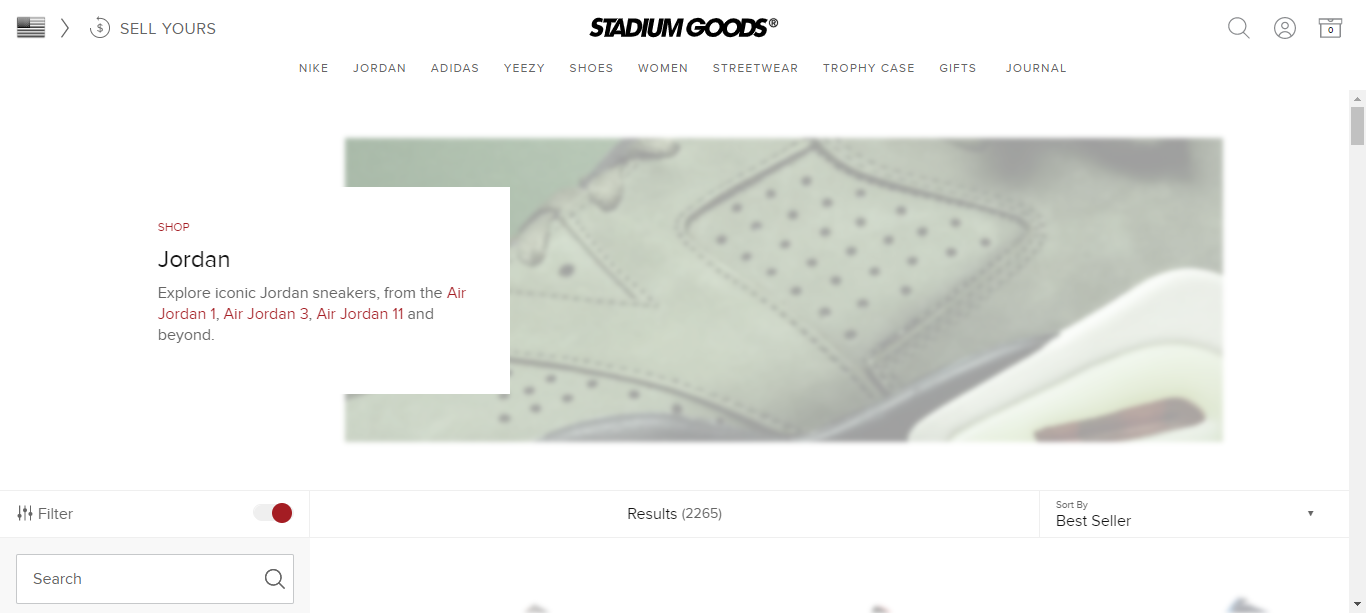 SELL YOURS
STADIUM GOODS®
0
NIKE JORDAN ADIDAS YEEZY SHOES WOMEN STREETWEAR TROPHY CASE GIFTS JOURNAL
SHOP
Jordan
Explore iconic Jordan sneakers, from the Air
Jordan 1, Air Jordan 3, Air Jordan 11 and
beyond.
Filter
Results (2265)
Sort By
Best Seller
Search